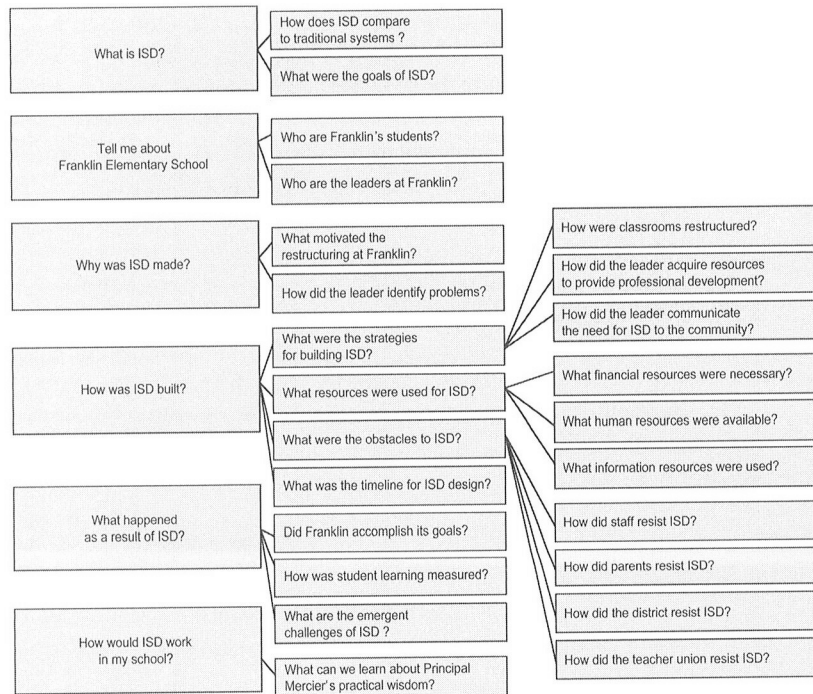 What is ISD?
How does ISD compare
to traditional systems ?
What were the goals of ISD?
Tell me about
Franklin Elementary School
Who are Franklin's students?
Who are the leaders at Franklin?
Why was ISD made?
What motivated the
restructuring at Franklin?
How did the leader identify problems?
How was ISD built?
What were the strategies
for building ISD?
How were classrooms restructured?
How did the leader acquire resources
to provide professional development?
How did the leader communicate
the need for ISD to the community?
What resources were used for ISD?
What financial resources were necessary?
What human resources were available?
What information resources were used?
What were the obstacles to ISD?
How did staff resist ISD?
How did parents resist ISD?
How did the district resist ISD?
How did the teacher union resist ISD?
What was the timeline for ISD design?
What happened
as a result of ISD?
Did Franklin accomplish its goals?
How was student learning measured?
What are the emergent
challenges of ISD ?
How would ISD work
in my school?
What can we learn about Principal
Mercier's practical wisdom?